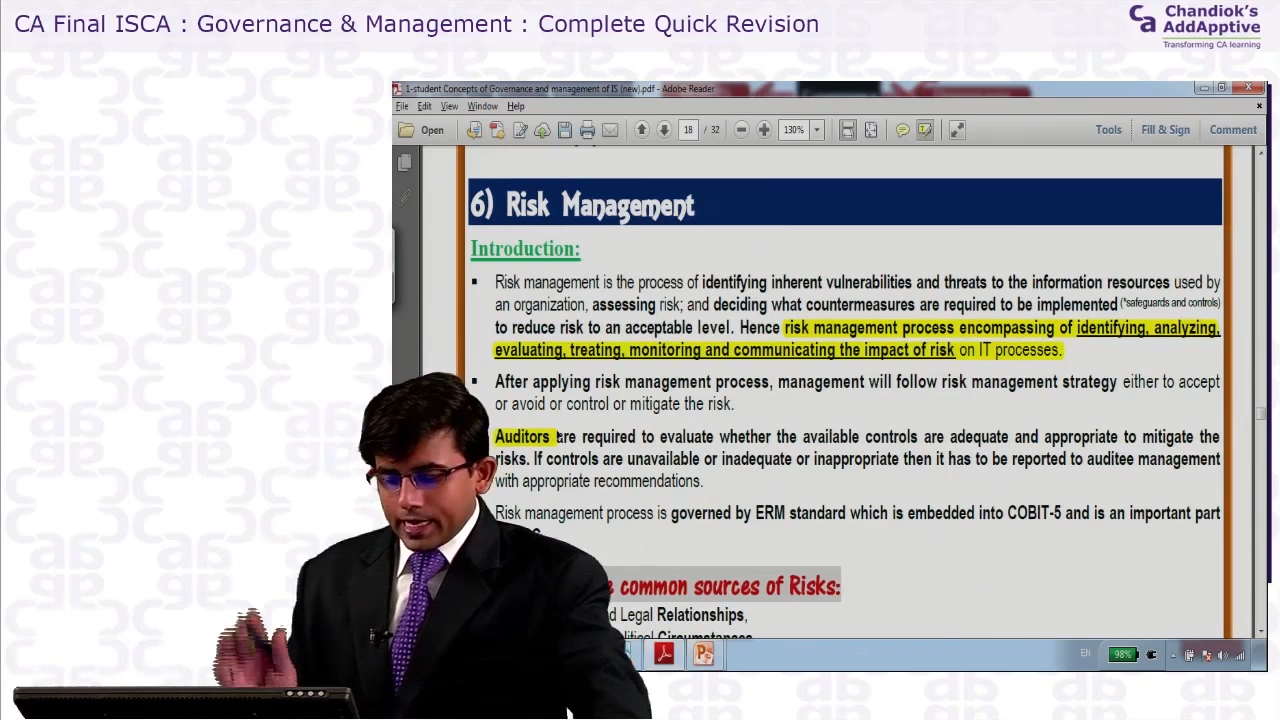 CA Final ISCA : Governance & Management : Complete Quick Revision
Ca Chandiok's
AddApptive
Transforming CA learning
1-student Concepts of Governance and management of IS (new).pdf - Adobe Reader
File Edit View Window Help
Open 18 / 32 130% Tools Fill & Sign Comment
6) Risk Management
Introduction:
▪ Risk management is the process of identifying inherent vulnerabilities and threats to the information resources used by
an organization, assessing risk; and deciding what countermeasures are required to be implemented (*safeguards and controls)
to reduce risk to an acceptable level. Hence risk management process encompassing of identifying, analyzing,
evaluating, treating, monitoring and communicating the impact of risk on IT processes.
▪ After applying risk management process, management will follow risk management strategy either to accept
or avoid or control or mitigate the risk.
Auditors are required to evaluate whether the available controls are adequate and appropriate to mitigate the
risks. If controls are unavailable or inadequate or inappropriate then it has to be reported to auditee management
with appropriate recommendations.
Risk management process is governed by ERM standard which is embedded into COBIT-5 and is an important part
common sources of Risks:
Legal Relationships,
Circumstances
EN 98%